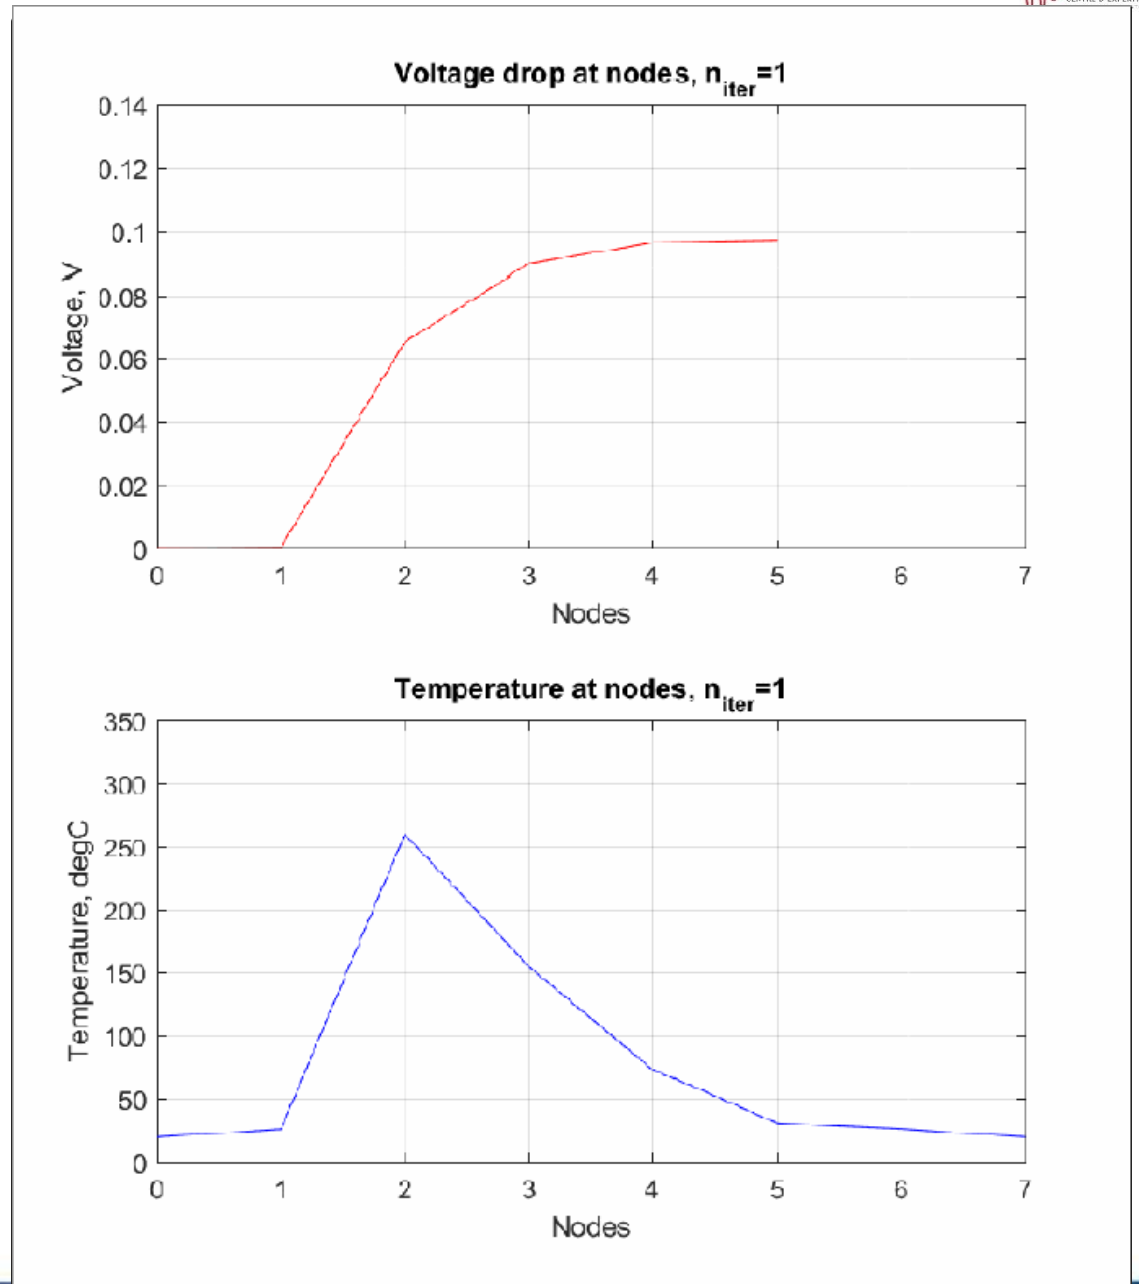 Voltage drop at nodes, n_iter=1
0.14
0.12
0.1
0.08
0.06
0.04
0.02
0
Voltage, V
0 1 2 3 4 5 6 7
Nodes
Temperature at nodes, n_iter=1
350
300
250
200
150
100
50
0
Temperature, degC
0 1 2 3 4 5 6 7
Nodes